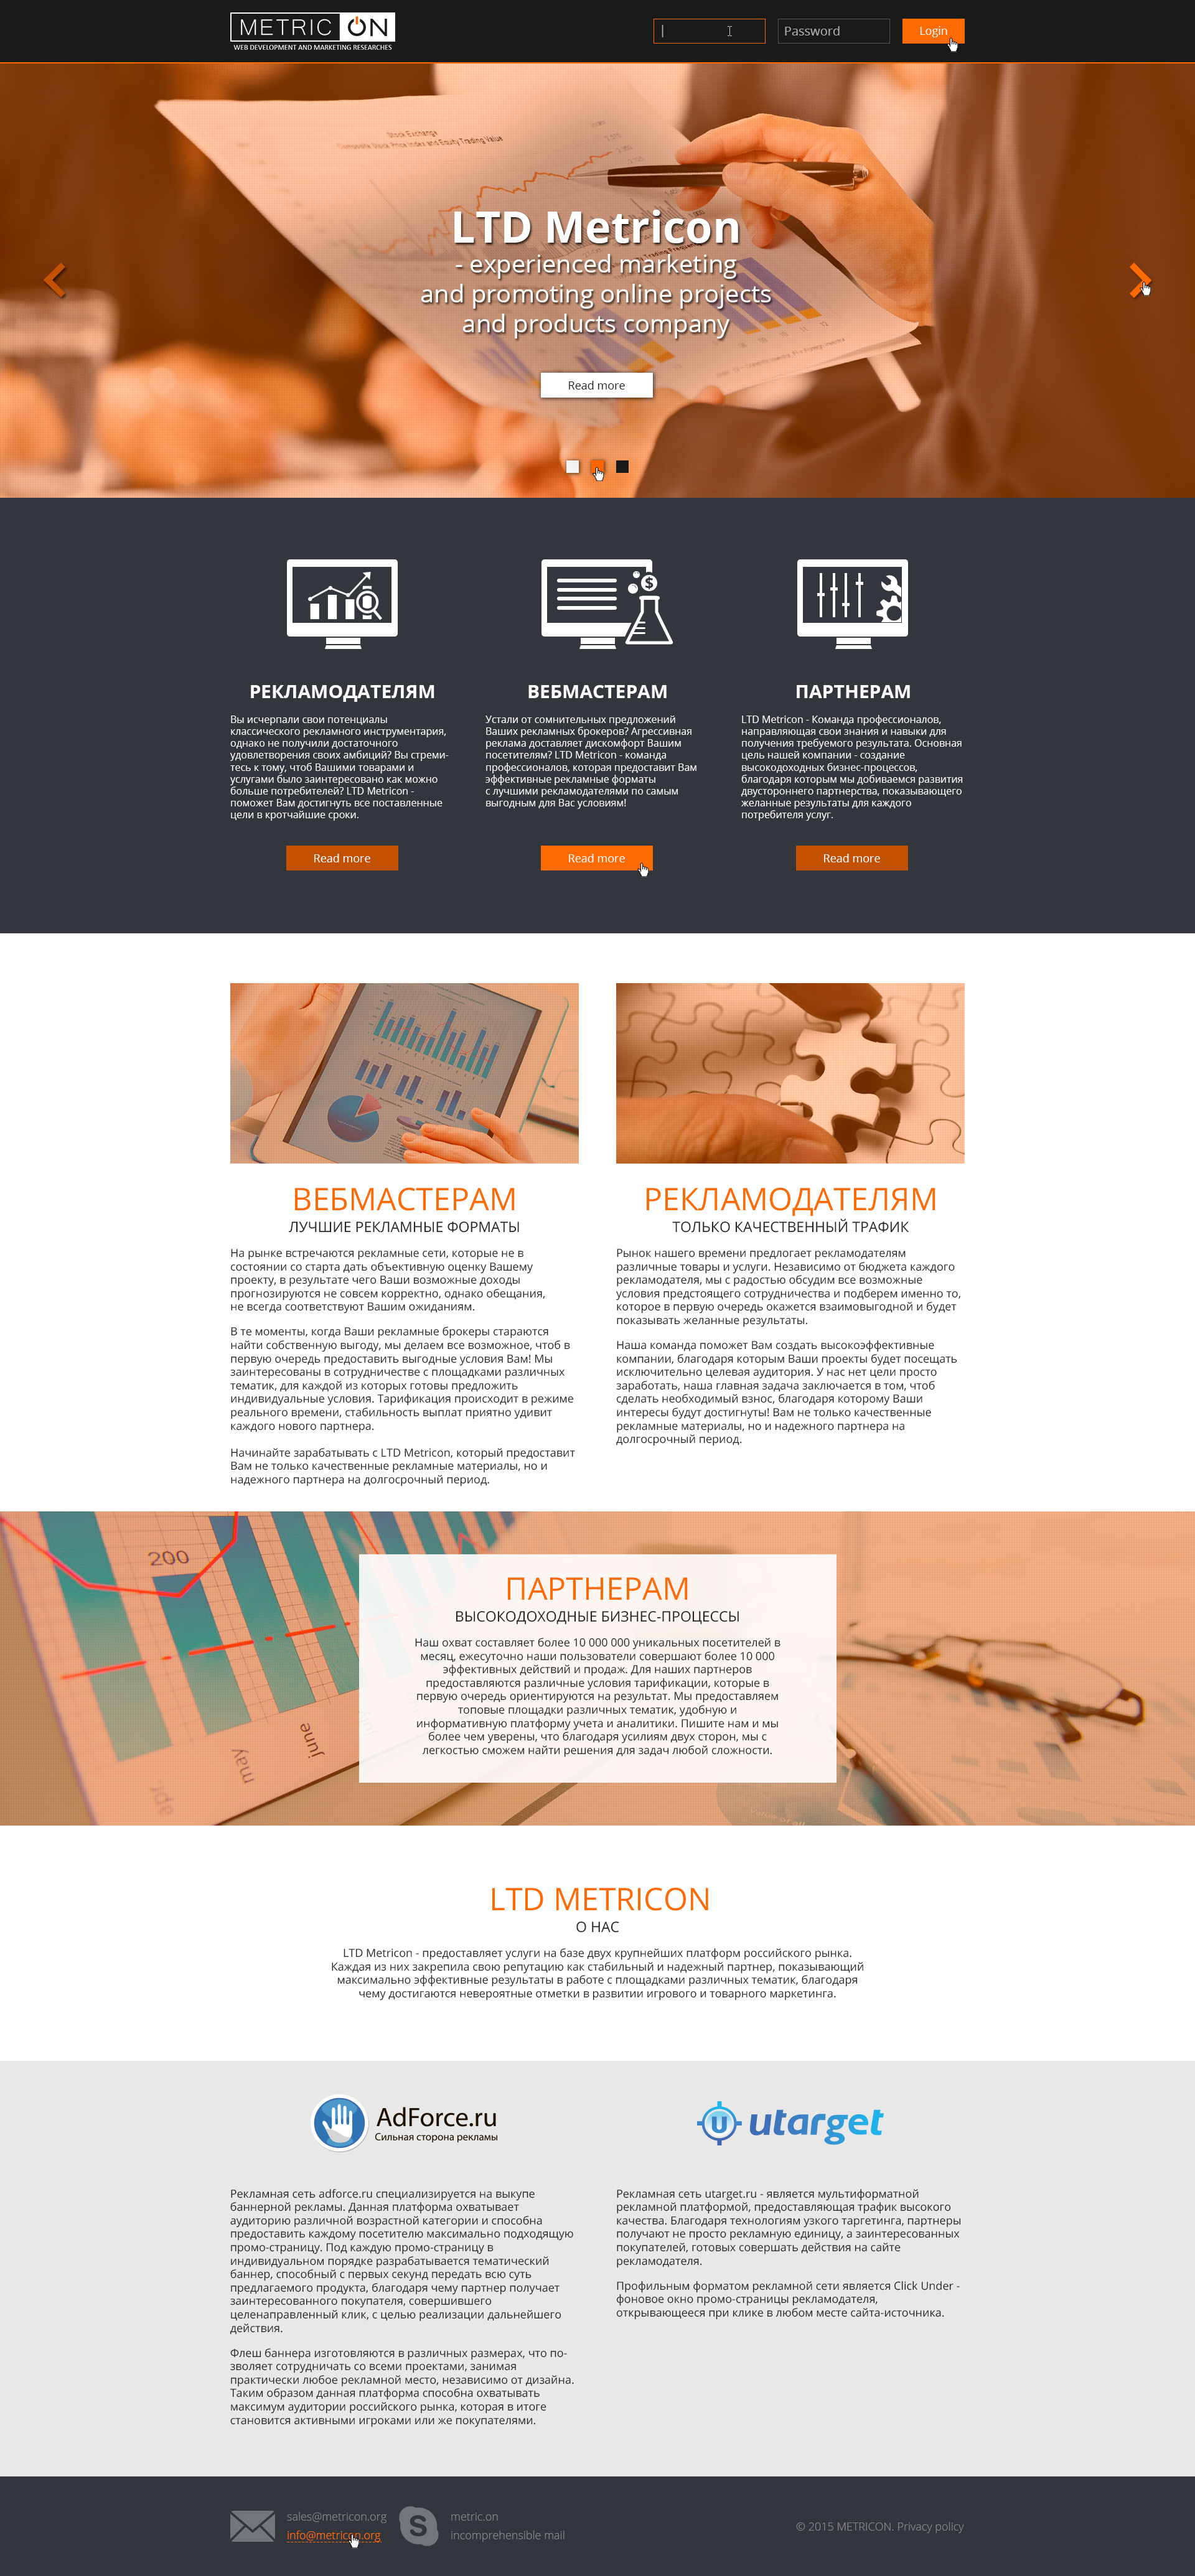 METRIC ON
WEB DEVELOPMENT AND MARKETING RESEARCHES
Password
Login
Stock Exchange
Composite Stock Price Index and Equity Trading Value
LTD Metricon
- experienced marketing
and promoting online projects
and products company
Read more
РЕКЛАМОДАТЕЛЯМ
Вы исчерпали свои потенциалы
классического рекламного инструментария,
однако не получили достаточного
удовлетворения своих амбиций? Вы стреми-
тесь к тому, чтоб Вашими товарами и
услугами было заинтересовано как можно
больше потребителей? LTD Metricon -
поможет Вам достигнуть все поставленные
цели в кротчайшие сроки.
Read more
ВЕБМАСТЕРАМ
Устали от сомнительных предложений
Ваших рекламных брокеров? Агрессивная
реклама доставляет дискомфорт Вашим
посетителям? LTD Metricon - команда
профессионалов, которая предоставит Вам
эффективные рекламные форматы
с лучшими рекламодателями по самым
выгодным для Вас условиям!
Read more
ПАРТНЕРАМ
LTD Metricon - Команда профессионалов,
направляющая свои знания и навыки для
получения требуемого результата. Основная
цель нашей компании - создание
высокодоходных бизнес-процессов,
благодаря которым мы добиваемся развития
двустороннего партнерства, показывающего
желанные результаты для каждого
потребителя услуг.
Read more
ВЕБМАСТЕРАМ
ЛУЧШИЕ РЕКЛАМНЫЕ ФОРМАТЫ
На рынке встречаются рекламные сети, которые не в
состоянии со старта дать объективную оценку Вашему
проекту, в результате чего Ваши возможные доходы
прогнозируются не совсем корректно, однако обещания,
не всегда соответствуют Вашим ожиданиям.
В те моменты, когда Ваши рекламные брокеры стараются
найти собственную выгоду, мы делаем все возможное, чтоб в
первую очередь предоставить выгодные условия Вам! Мы
заинтересованы в сотрудничестве с площадками различных
тематик, для каждой из которых готовы предложить
индивидуальные условия. Тарификация происходит в режиме
реального времени, стабильность выплат приятно удивит
каждого нового партнера.
Начинайте зарабатывать с LTD Metricon, который предоставит
Вам не только качественные рекламные материалы, но и
надежного партнера на долгосрочный период.
РЕКЛАМОДАТЕЛЯМ
ТОЛЬКО КАЧЕСТВЕННЫЙ ТРАФИК
Рынок нашего времени предлогает рекламодателям
различные товары и услуги. Независимо от бюджета каждого
рекламодателя, мы с радостью обсудим все возможные
условия предстоящего сотрудничества и подберем именно то,
которое в первую очередь окажется взаимовыгодной и будет
показывать желанные результаты.
Наша команда поможет Вам создать высокоэффективные
компании, благодаря которым Ваши проекты будет посещать
исключительно целевая аудитория. У нас нет цели просто
заработать, наша главная задача заключается в том, чтоб
сделать необходимый взнос, благодаря которому Ваши
интересы будут достигнуты! Вам не только качественные
рекламные материалы, но и надежного партнера на
долгосрочный период.
200
june
may
apr.
ПАРТНЕРАМ
ВЫСОКОДОХОДНЫЕ БИЗНЕС-ПРОЦЕССЫ
Наш охват составляет более 10 000 000 уникальных посетителей в
месяц, ежесуточно наши пользователи совершают более 10 000
эффективных действий и продаж. Для наших партнеров
предоставляются различные условия тарификации, которые в
первую очередь ориентируются на результат. Мы предоставляем
топовые площадки различных тематик, удобную и
информативную платформу учета и аналитики. Пишите нам и мы
более чем уверены, что благодаря усилиям двух сторон, мы с
легкостью сможем найти решения для задач любой сложности.
LTD METRICON
О НАС
LTD Metricon - предоставляет услуги на базе двух крупнейших платформ российского рынка.
Каждая из них закрепила свою репутацию как стабильный и надежный партнер, показывающий
максимально эффективные результаты в работе с площадками различных тематик, благодаря
чему достигаются невероятные отметки в развитии игрового и товарного маркетинга.
AdForce.ru
Сильная сторона рекламы
Рекламная сеть adforce.ru специализируется на выкупе
баннерной рекламы. Данная платформа охватывает
аудиторию различной возрастной категории и способна
предоставить каждому посетителю максимально подходящую
промо-страницу. Под каждую промо-страницу в
индивидуальном порядке разрабатывается тематический
баннер, способный с первых секунд передать всю суть
предлагаемого продукта, благодаря чему партнер получает
заинтересованного покупателя, совершившего
целенаправленный клик, с целью реализации дальнейшего
действия.
Флеш баннера изготовляются в различных размерах, что по-
зволяет сотрудничать со всеми проектами, занимая
практически любое рекламной место, независимо от дизайна.
Таким образом данная платформа способна охватывать
максимум аудитории российского рынка, которая в итоге
становится активными игроками или же покупателями.
utarget
Рекламная сеть utarget.ru - является мультиформатной
рекламной платформой, предоставляющая трафик высокого
качества. Благодаря технологиям узкого таргетинга, партнеры
получают не просто рекламную единицу, а заинтересованных
покупателей, готовых совершать действия на сайте
рекламодателя.
Профильным форматом рекламной сети является Click Under -
фоновое окно промо-страницы рекламодателя,
открывающееся при клике в любом месте сайта-источника.
sales@metricon.org
info@metricon.org
metric.on
incomprehensible mail
© 2015 METRICON. Privacy policy